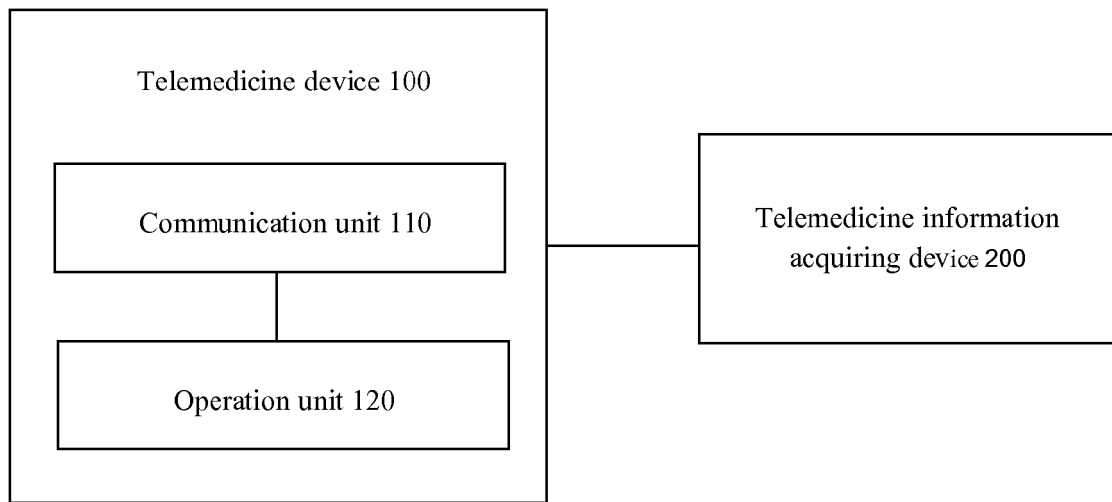 Telemedicine device 100
Communication unit 110
Operation unit 120
Telemedicine information
acquiring device 200